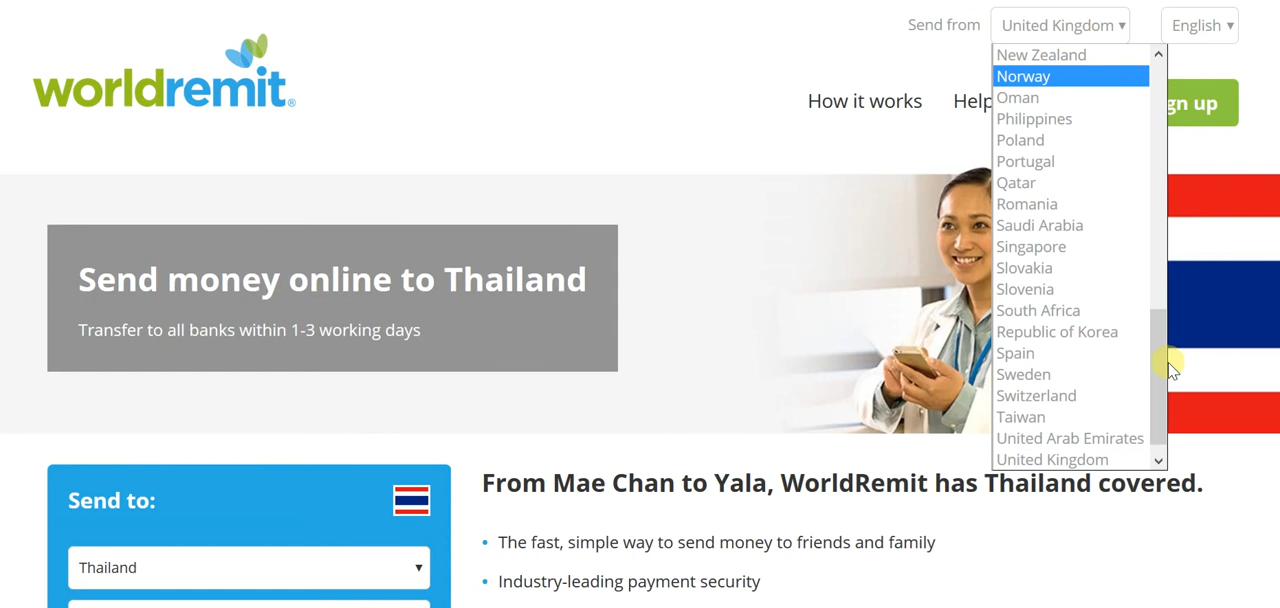 Send from United Kingdom ▾ English ▾
worldremit®
How it works Help gn up
New Zealand
Norway
Oman
Philippines
Poland
Portugal
Qatar
Romania
Saudi Arabia
Singapore
Slovakia
Slovenia
South Africa
Republic of Korea
Spain
Sweden
Switzerland
Taiwan
United Arab Emirates
United Kingdom
Send money online to Thailand
Transfer to all banks within 1-3 working days
Send to:
Thailand
From Mae Chan to Yala, WorldRemit has Thailand covered.
• The fast, simple way to send money to friends and family
• Industry-leading payment security